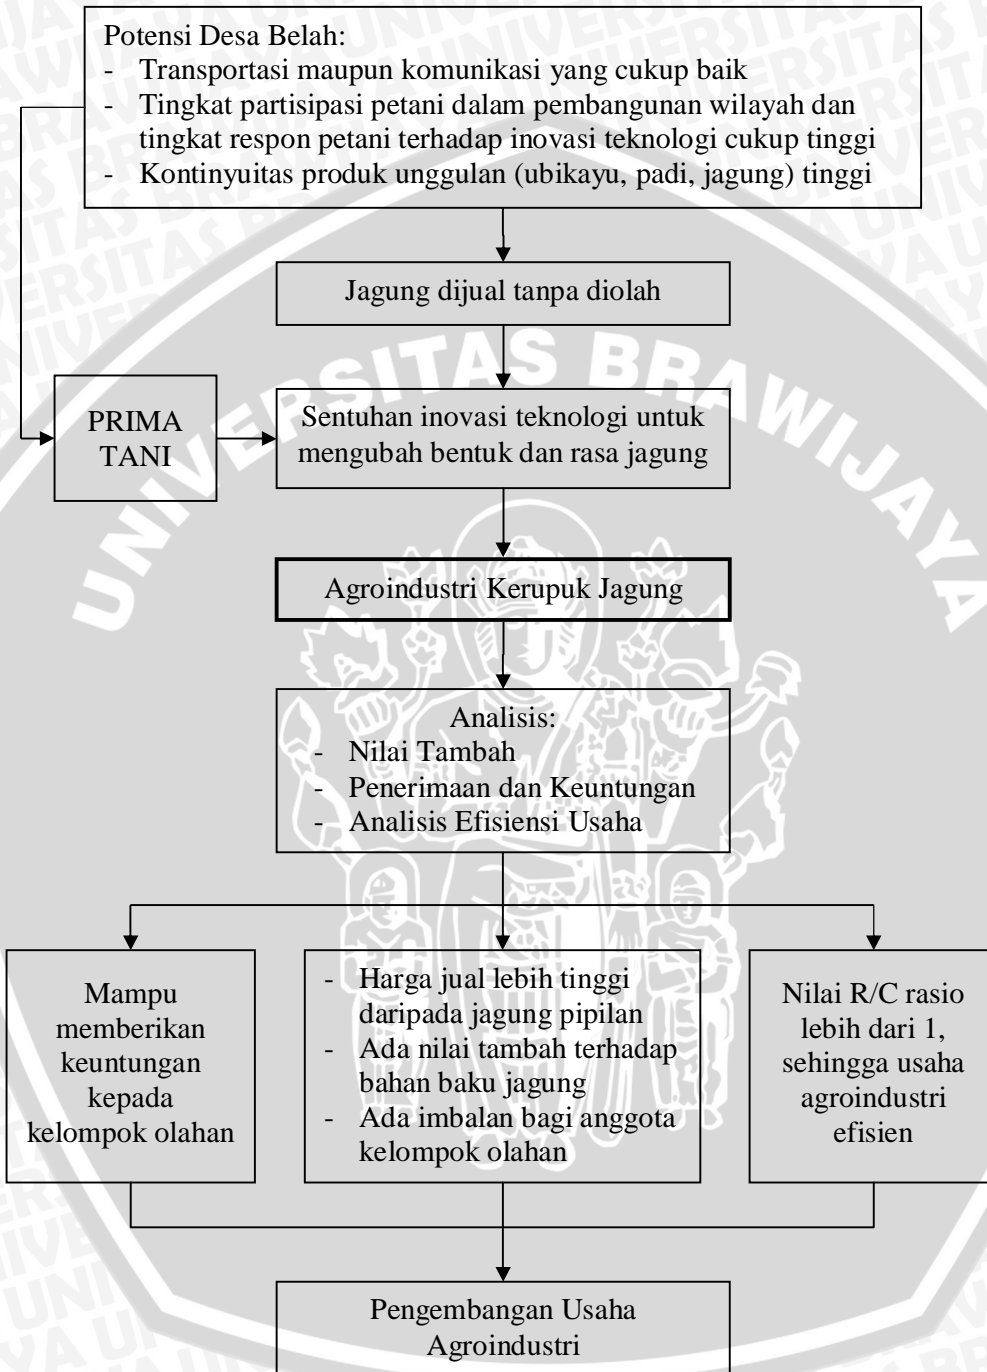 Potensi Desa Belah:
- Transportasi maupun komunikasi yang cukup baik
- Tingkat partisipasi petani dalam pembangunan wilayah dan
tingkat respon petani terhadap inovasi teknologi cukup tinggi
- Kontinyuitas produk unggulan (ubikayu, padi, jagung) tinggi
Jagung dijual tanpa diolah
UNIVERSITAS BRAWIJAYA
PRIMA
TANI
Sentuhan inovasi teknologi untuk
mengubah bentuk dan rasa jagung
Agroindustri Kerupuk Jagung
Analisis:
- Nilai Tambah
- Penerimaan dan Keuntungan
- Analisis Efisiensi Usaha
Mampu
memberikan
keuntungan
kepada
kelompok olahan
- Harga jual lebih tinggi
daripada jagung pipilan
- Ada nilai tambah terhadap
bahan baku jagung
- Ada imbalan bagi anggota
kelompok olahan
Nilai R/C rasio
lebih dari 1,
sehingga usaha
agroindustri
efisien
Pengembangan Usaha
Agroindustri